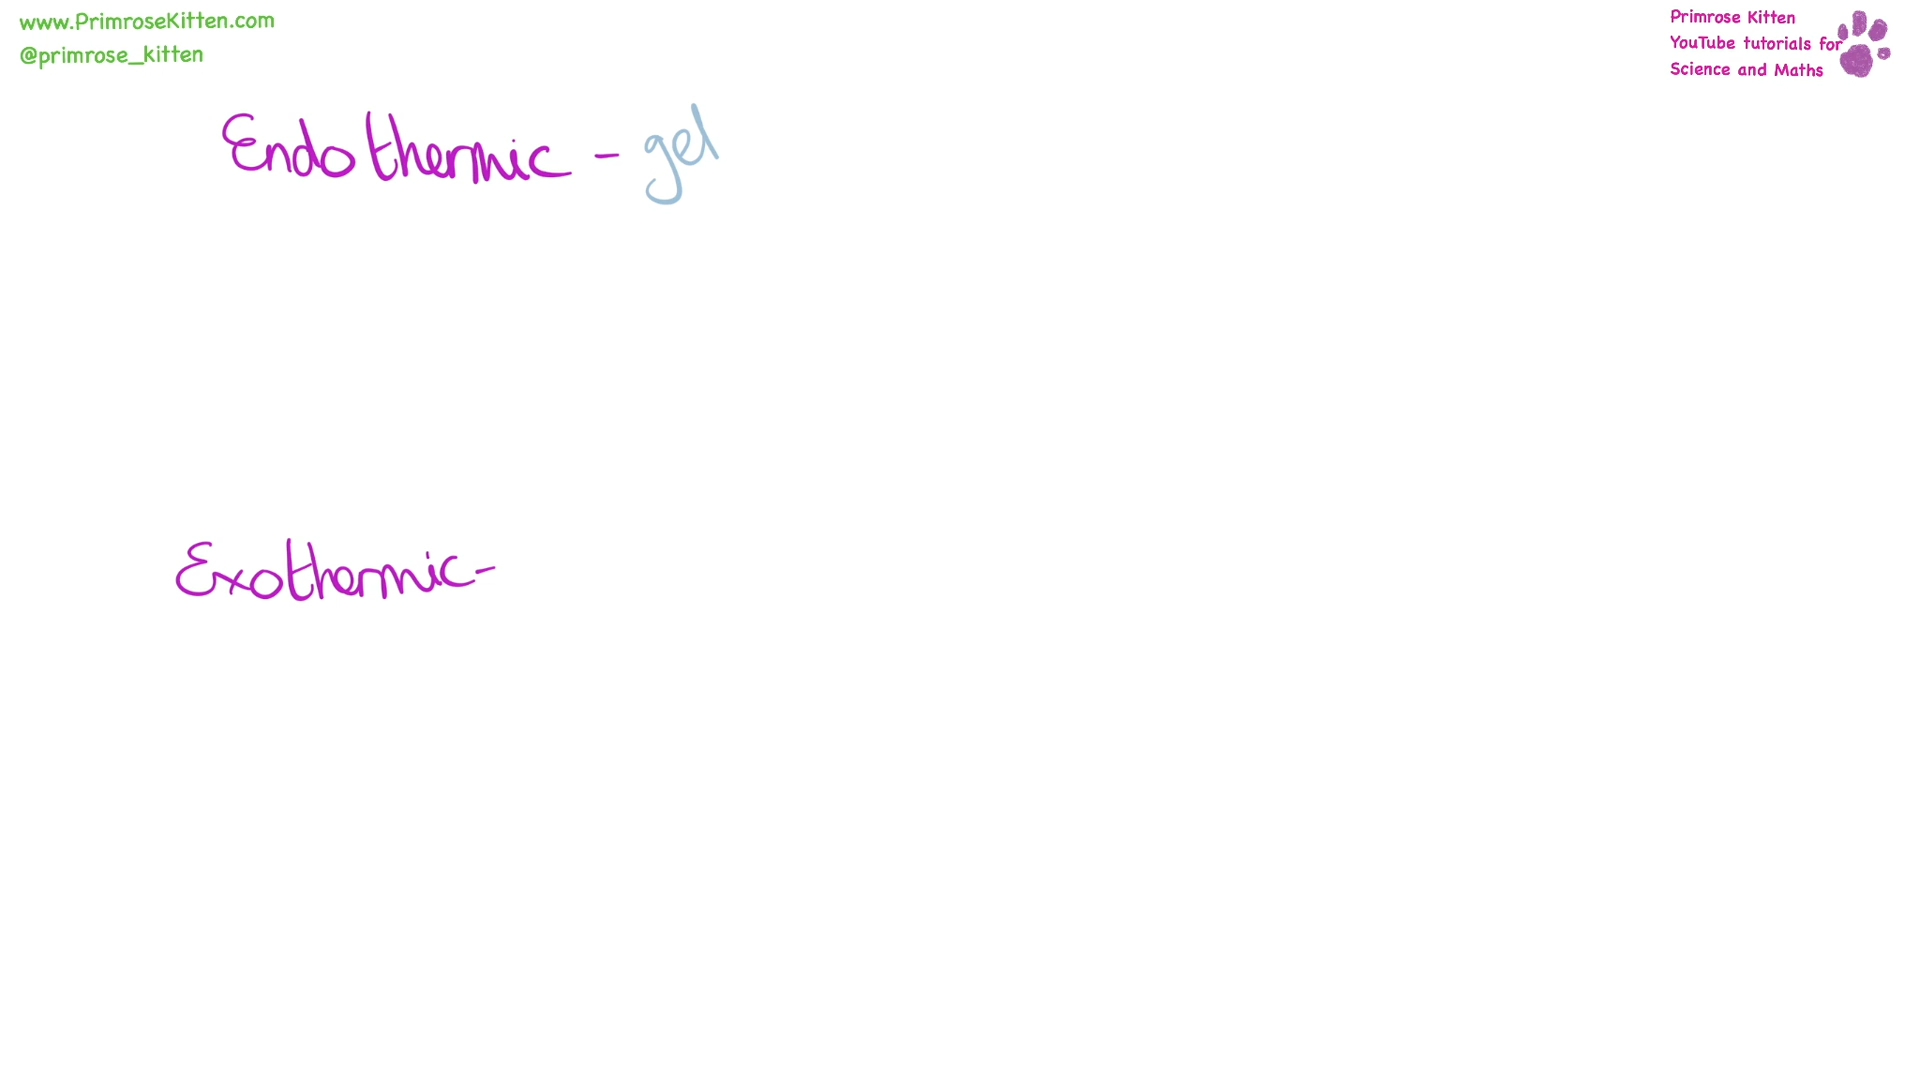 www.PrimroseKitten.com
@primrose_kitten
Primrose Kitten
YouTube tutorials for
Science and Maths
Endothermic - gel
Exothermic-